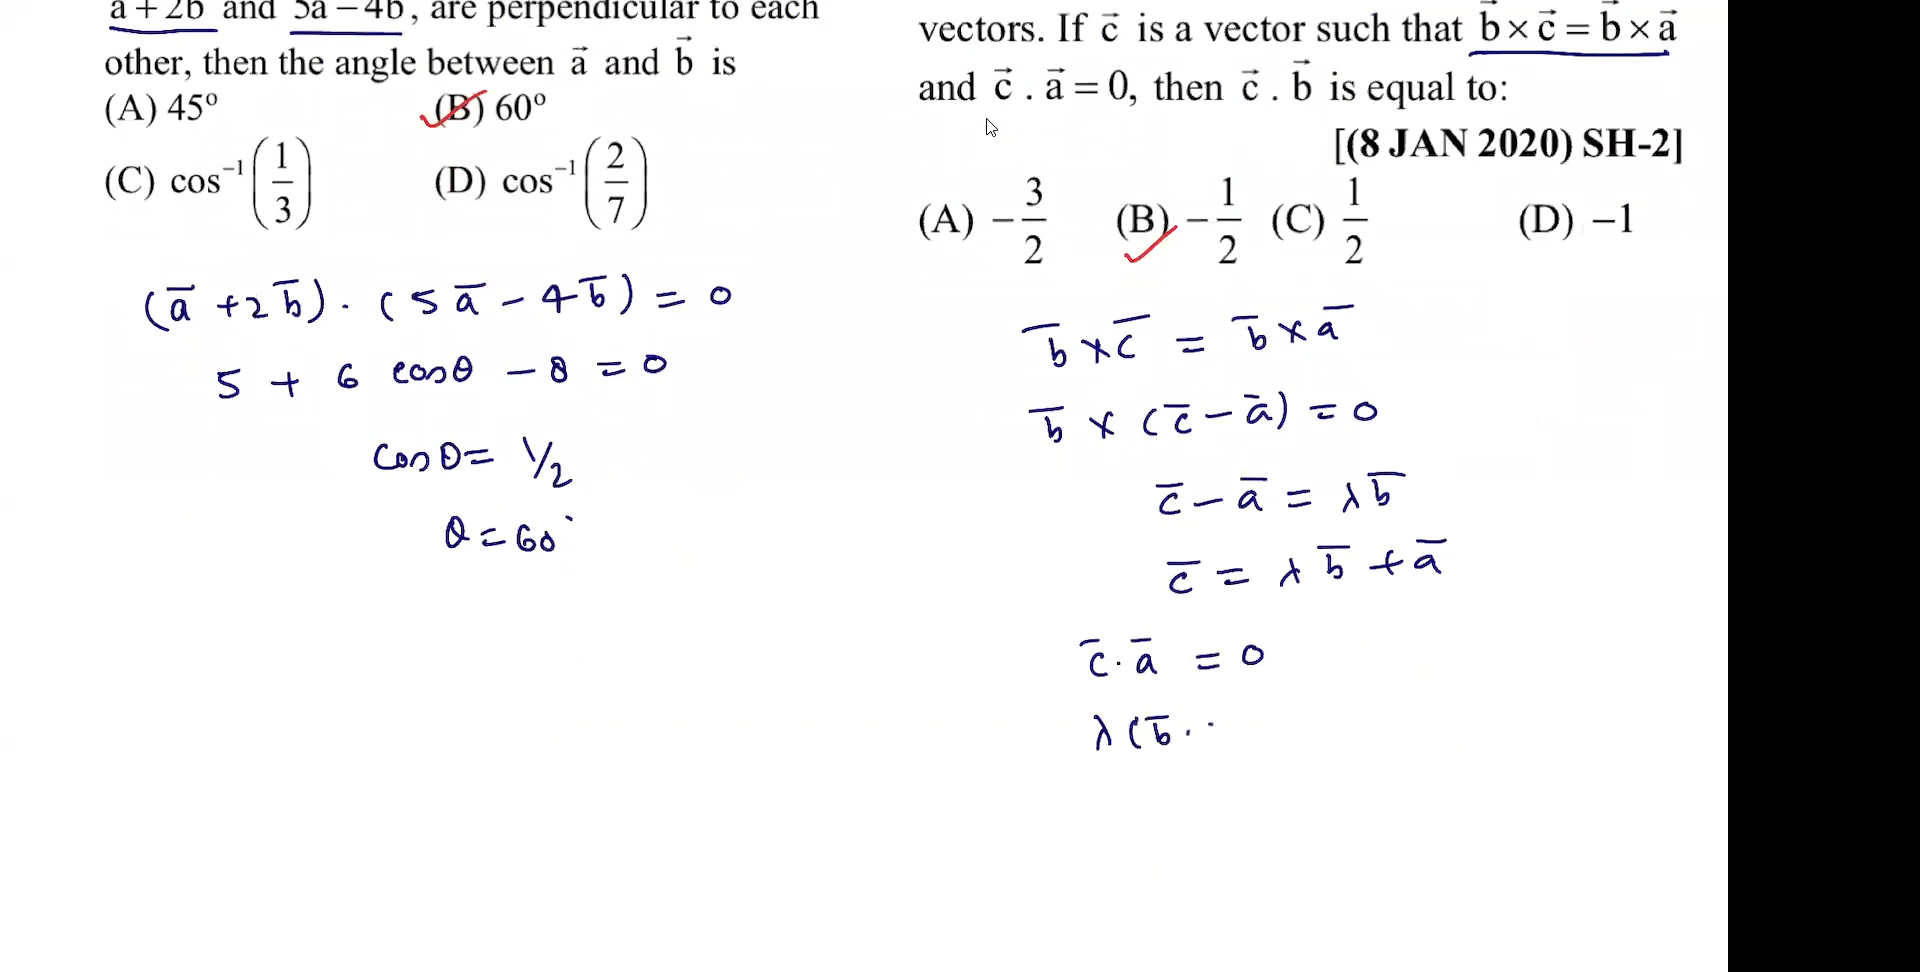 a + 2b and 5a − 4b, are perpendicular to each
other, then the angle between a⃗ and b⃗ is
(A) 45° (B) 60°
(C) cos⁻¹(1/3) (D) cos⁻¹(2/7)
(a̅ + 2b̅) · (5a̅ − 4b̅) = 0
5 + 6 cosθ − 8 = 0
cosθ = 1/2
θ = 60°
vectors. If c⃗ is a vector such that b⃗ × c⃗ = b⃗ × a⃗
and c⃗ . a⃗ = 0, then c⃗ . b⃗ is equal to:
[(8 JAN 2020) SH-2]
(A) −3/2 (B) −1/2 (C) 1/2 (D) −1
b̅ × c̅ = b̅ × a̅
b̅ × (c̅ − a̅) = 0
c̅ − a̅ = λb̅
c̅ = λb̅ + a̅
c̅ · a̅ = 0
λ(b̅ ·